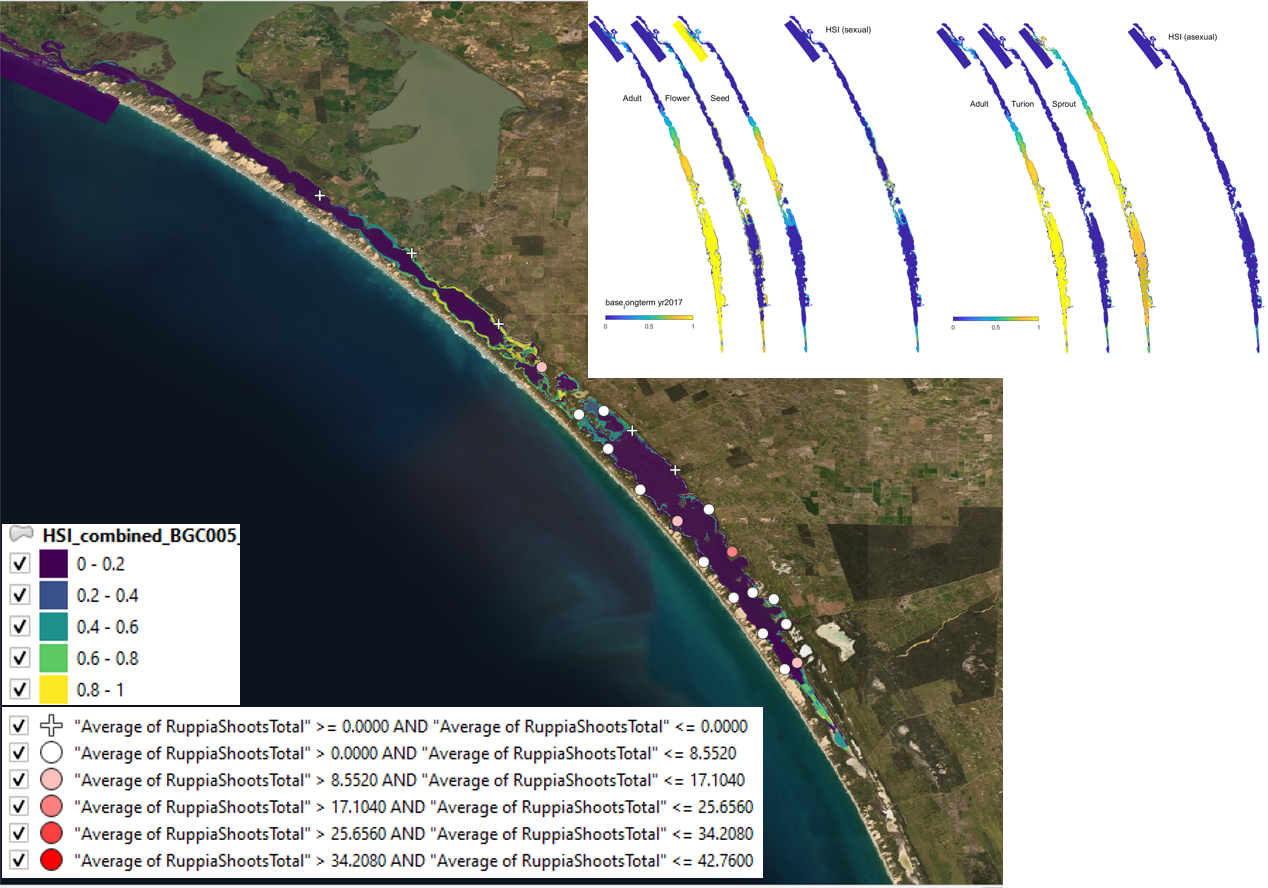 HSI (sexual)
Adult
Flower
Seed
base_longterm yr2017
0
0.5
1
HSI (asexual)
Adult
Turion
Sprout
0
0.5
1
HSI_combined_BGC005_
0 - 0.2
0.2 - 0.4
0.4 - 0.6
0.6 - 0.8
0.8 - 1
"Average of RuppiaShootsTotal" >= 0.0000 AND "Average of RuppiaShootsTotal" <= 0.0000
"Average of RuppiaShootsTotal" > 0.0000 AND "Average of RuppiaShootsTotal" <= 8.5520
"Average of RuppiaShootsTotal" > 8.5520 AND "Average of RuppiaShootsTotal" <= 17.1040
"Average of RuppiaShootsTotal" > 17.1040 AND "Average of RuppiaShootsTotal" <= 25.6560
"Average of RuppiaShootsTotal" > 25.6560 AND "Average of RuppiaShootsTotal" <= 34.2080
"Average of RuppiaShootsTotal" > 34.2080 AND "Average of RuppiaShootsTotal" <= 42.7600